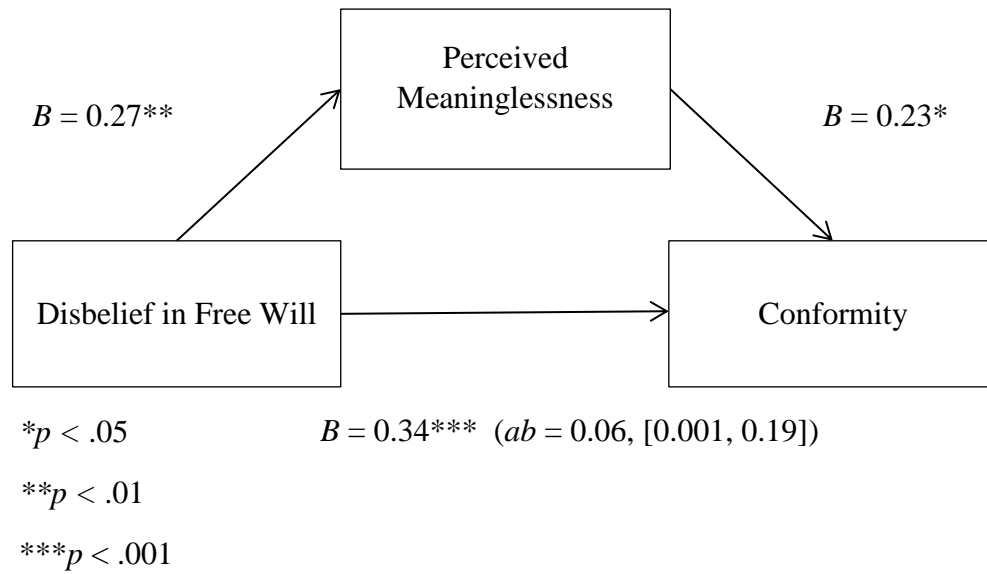 Perceived
Meaninglessness
B = 0.27**
B = 0.23*
Disbelief in Free Will
Conformity
*p < .05
B = 0.34*** (ab = 0.06, [0.001, 0.19])
**p < .01
***p < .001